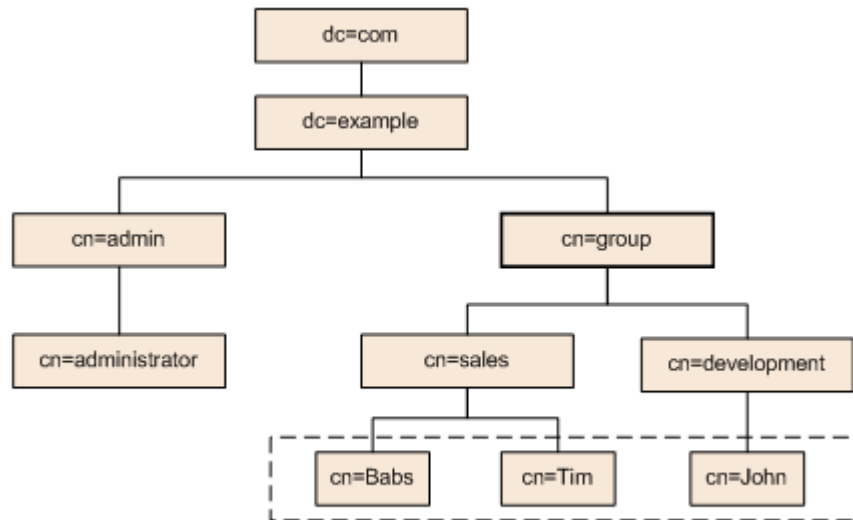 dc=com
dc=example
cn=admin
cn=group
cn=administrator
cn=sales
cn=development
cn=Babs
cn=Tim
cn=John